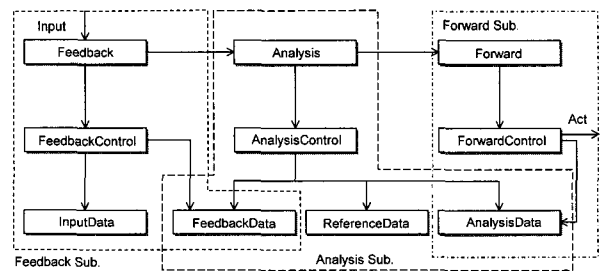 Input
Forward Sub.
Feedback
Analysis
Forward
Act
FeedbackControl
AnalysisControl
ForwardControl
InputData
FeedbackData
ReferenceData
AnalysisData
Feedback Sub.
Analysis Sub.